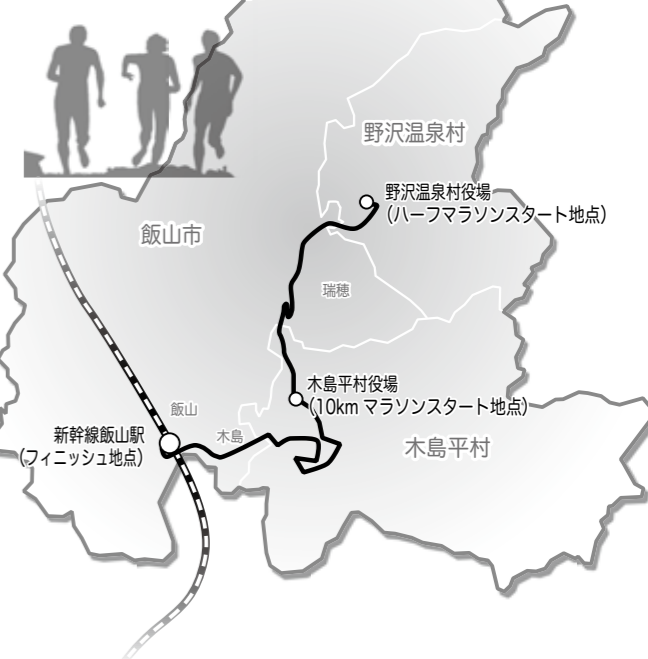 野沢温泉村
野沢温泉村役場
（ハーフマラソンスタート地点）
飯山市
瑞穂
木島平村役場
（10km マラソンスタート地点）
飯山
木島
新幹線飯山駅
（フィニッシュ地点）
木島平村